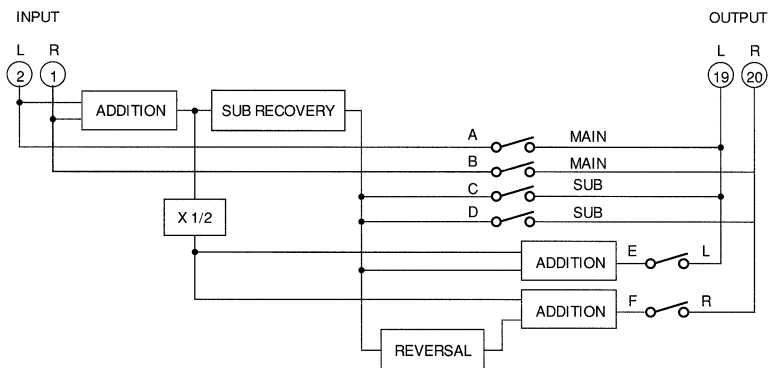 INPUT OUTPUT
L R L R
2 1 19 20
ADDITION SUB RECOVERY
A MAIN
B MAIN
C SUB
D SUB
X 1/2
ADDITION E L
ADDITION F R
REVERSAL